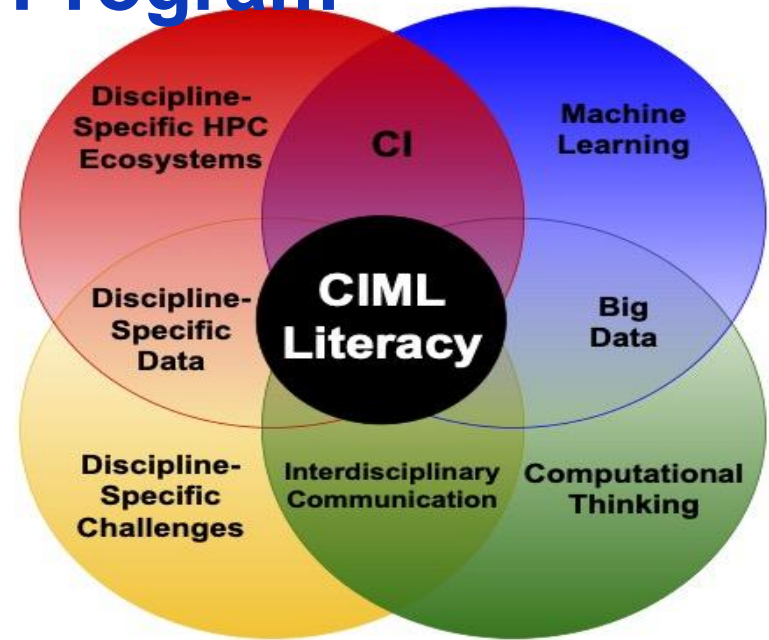 Program
Discipline-
Specific HPC
Ecosystems
CI
Machine
Learning
CIML
Literacy
Discipline-
Specific
Data
Big
Data
Discipline-
Specific
Challenges
Interdisciplinary
Communication
Computational
Thinking